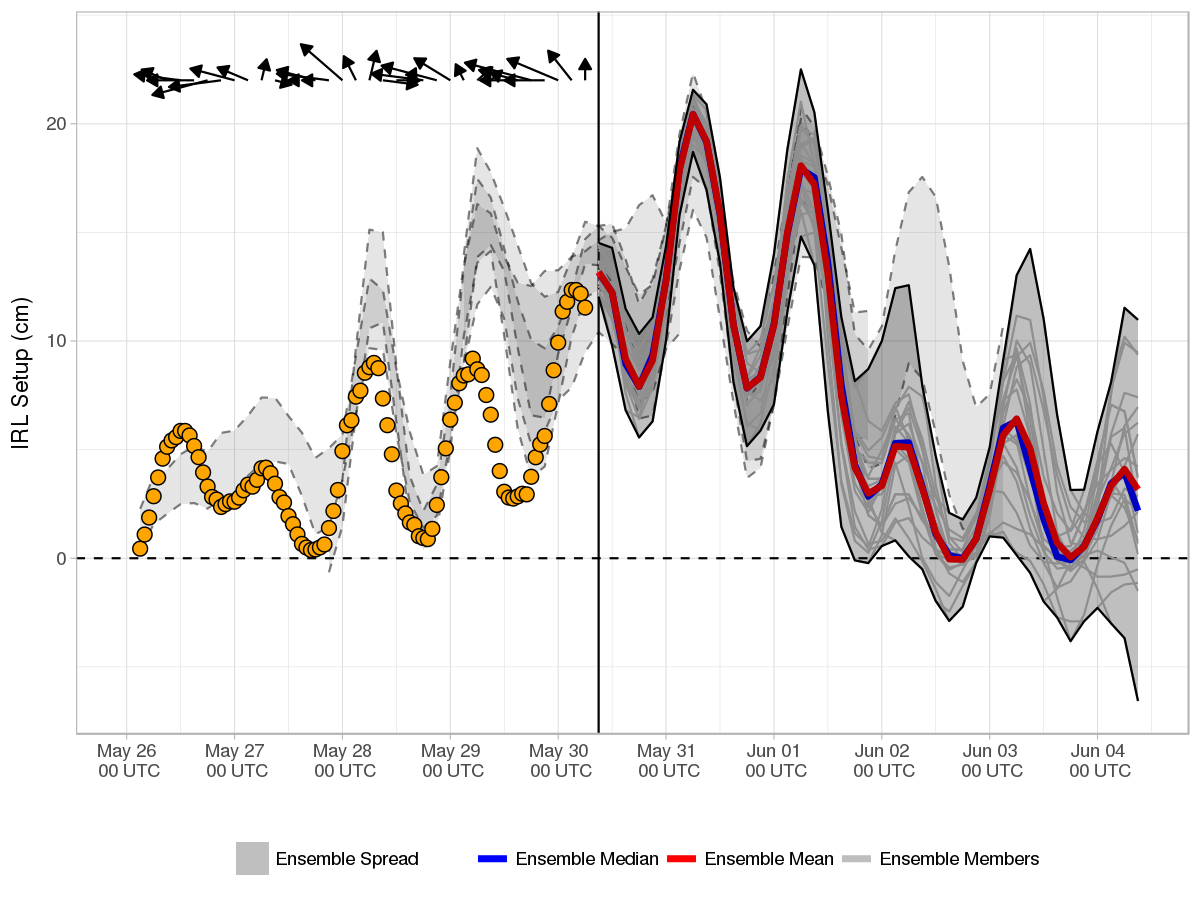 IRL Setup (cm)
20
10
0
May 26 May 27 May 28 May 29 May 30 May 31 Jun 01 Jun 02 Jun 03 Jun 04
00 UTC 00 UTC 00 UTC 00 UTC 00 UTC 00 UTC 00 UTC 00 UTC 00 UTC 00 UTC
Ensemble Spread Ensemble Median Ensemble Mean Ensemble Members